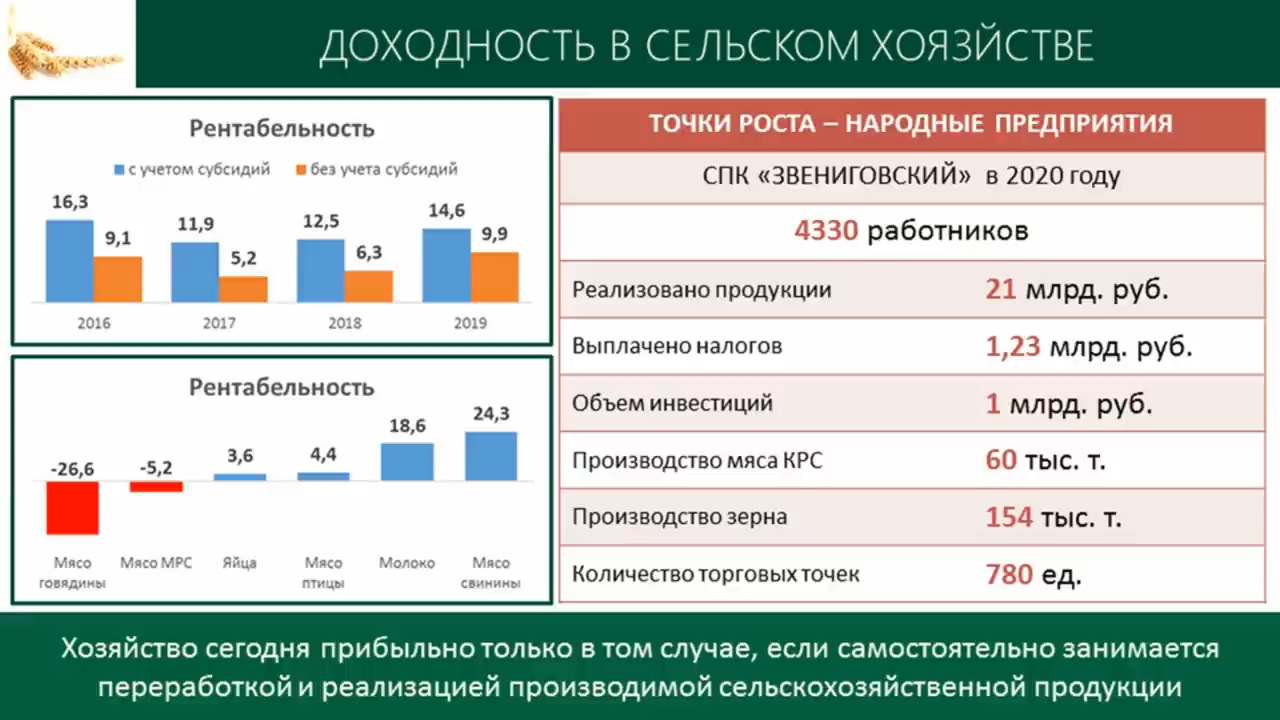 ДОХОДНОСТЬ В СЕЛЬСКОМ ХОЯЗЙСТВЕ
Рентабельность
с учетом субсидий без учета субсидий
16,3 9,1 11,9 5,2 12,5 6,3 14,6 9,9
2016 2017 2018 2019
Рентабельность
-26,6 -5,2 3,6 4,4 18,6 24,3
Мясо говядины Мясо МРС Яйца Мясо птицы Молоко Мясо свинины
ТОЧКИ РОСТА – НАРОДНЫЕ ПРЕДПРИЯТИЯ
СПК «ЗВЕНИГОВСКИЙ» в 2020 году
4330 работников
Реализовано продукции 21 млрд. руб.
Выплачено налогов 1,23 млрд. руб.
Объем инвестиций 1 млрд. руб.
Производство мяса КРС 60 тыс. т.
Производство зерна 154 тыс. т.
Количество торговых точек 780 ед.
Хозяйство сегодня прибыльно только в том случае, если самостоятельно занимается
переработкой и реализацией производимой сельскохозяйственной продукции